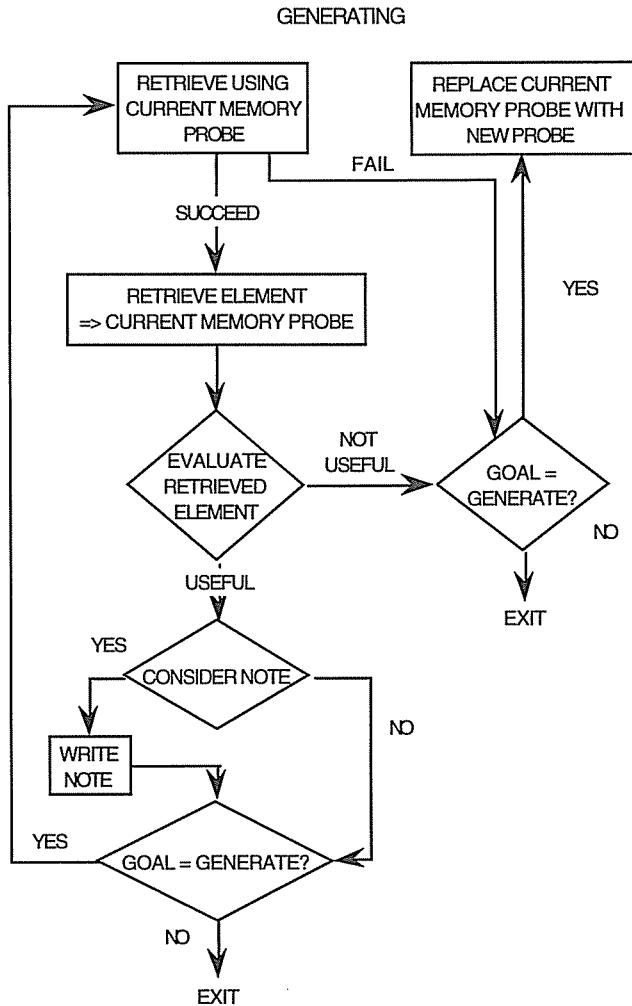 GENERATING
RETRIEVE USING
CURRENT MEMORY
PROBE
REPLACE CURRENT
MEMORY PROBE WITH
NEW PROBE
FAIL
SUCCEED
YES
RETRIEVE ELEMENT
=> CURRENT MEMORY PROBE
EVALUATE
RETRIEVED
ELEMENT
NOT
USEFUL
GOAL =
GENERATE?
NO
EXIT
USEFUL
YES
CONSIDER NOTE
NO
WRITE
NOTE
YES
GOAL = GENERATE?
NO
EXIT